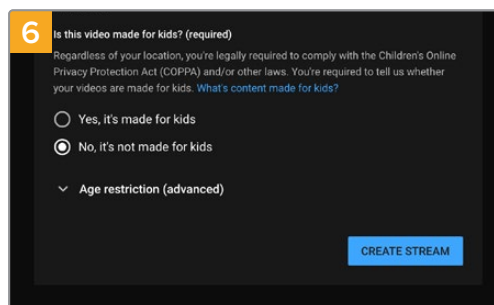 6
Is this video made for kids? (required)
Regardless of your location, you're legally required to comply with the Children's Online
Privacy Protection Act (COPPA) and/or other laws. You're required to tell us whether
your videos are made for kids. What's content made for kids?
Yes, it's made for kids
No, it's not made for kids
Age restriction (advanced)
CREATE STREAM